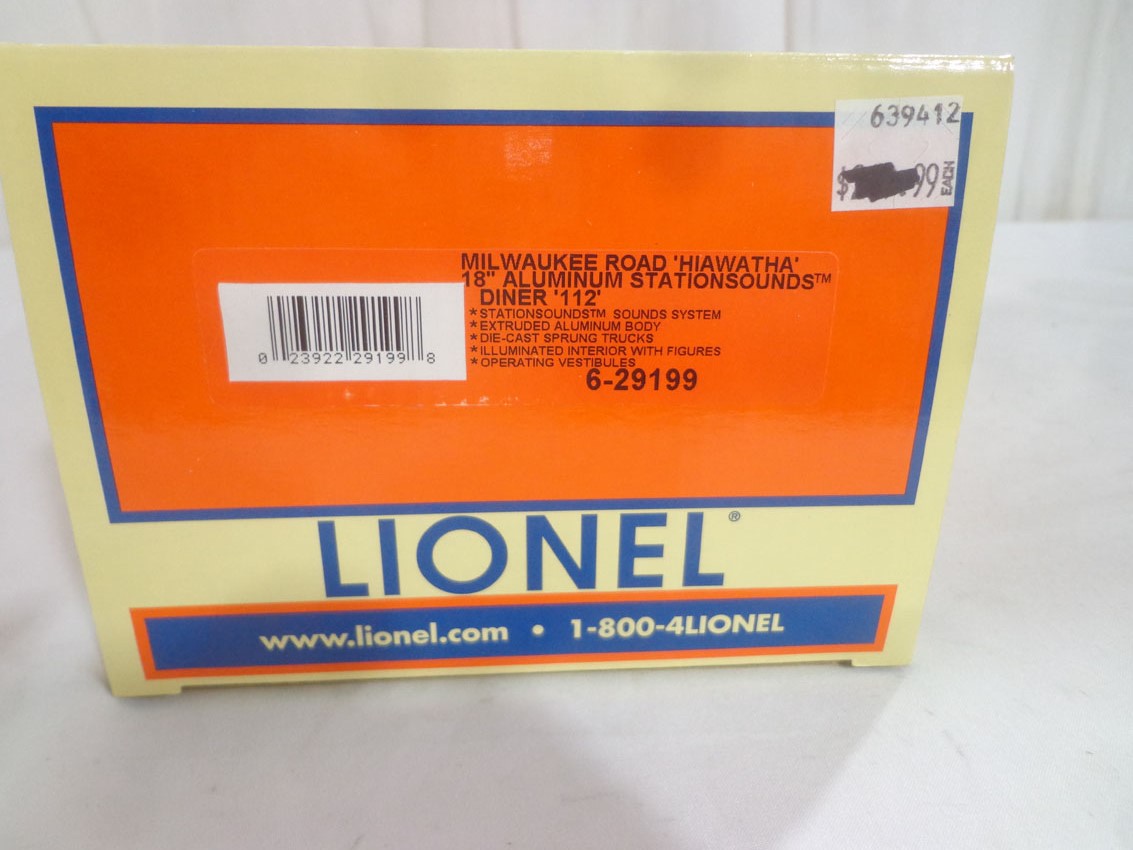 639412
99
EACH
MILWAUKEE ROAD 'HIAWATHA'
18" ALUMINUM STATIONSOUNDS™
DINER '112'
*STATIONSOUNDS™ SOUNDS SYSTEM
*EXTRUDED ALUMINUM BODY
*DIE-CAST SPRUNG TRUCKS
*ILLUMINATED INTERIOR WITH FIGURES
*OPERATING VESTIBULES
6-29199
0 23922 29199 8
LIONEL®
www.lionel.com • 1-800-4LIONEL